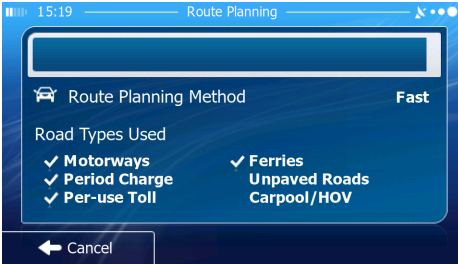 15:19 Route Planning
Route Planning Method Fast
Road Types Used
Motorways Ferries
Period Charge Unpaved Roads
Per-use Toll Carpool/HOV
Cancel